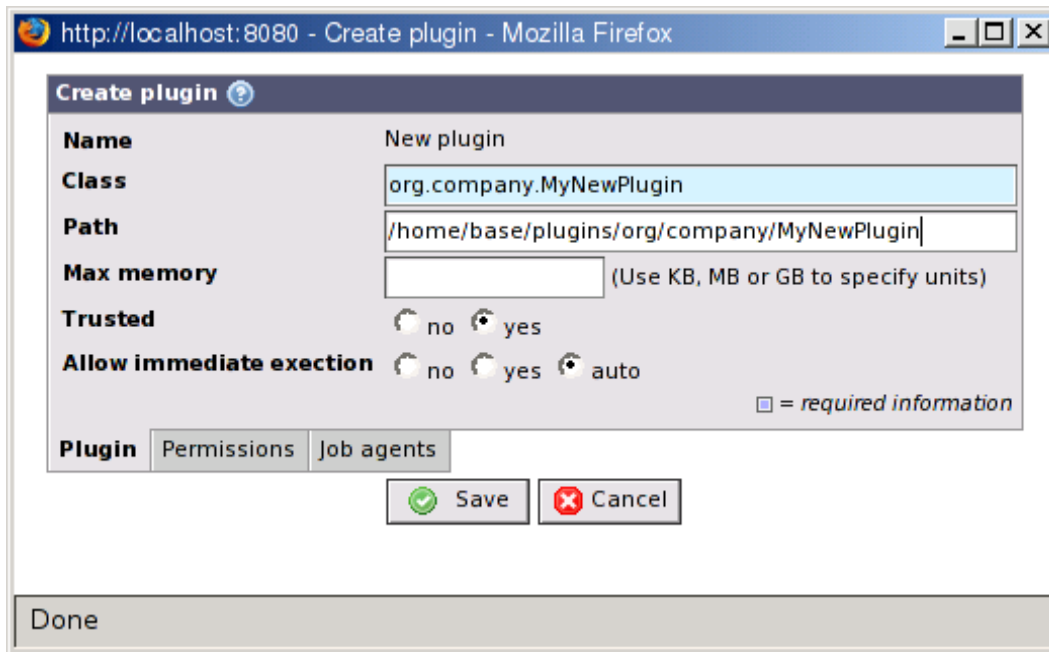 http://localhost:8080 - Create plugin - Mozilla Firefox
Create plugin ?
Name New plugin
Class org.company.MyNewPlugin
Path /home/base/plugins/org/company/MyNewPlugin
Max memory (Use KB, MB or GB to specify units)
Trusted no yes
Allow immediate exection no yes auto
= required information
Plugin Permissions Job agents
Save Cancel
Done